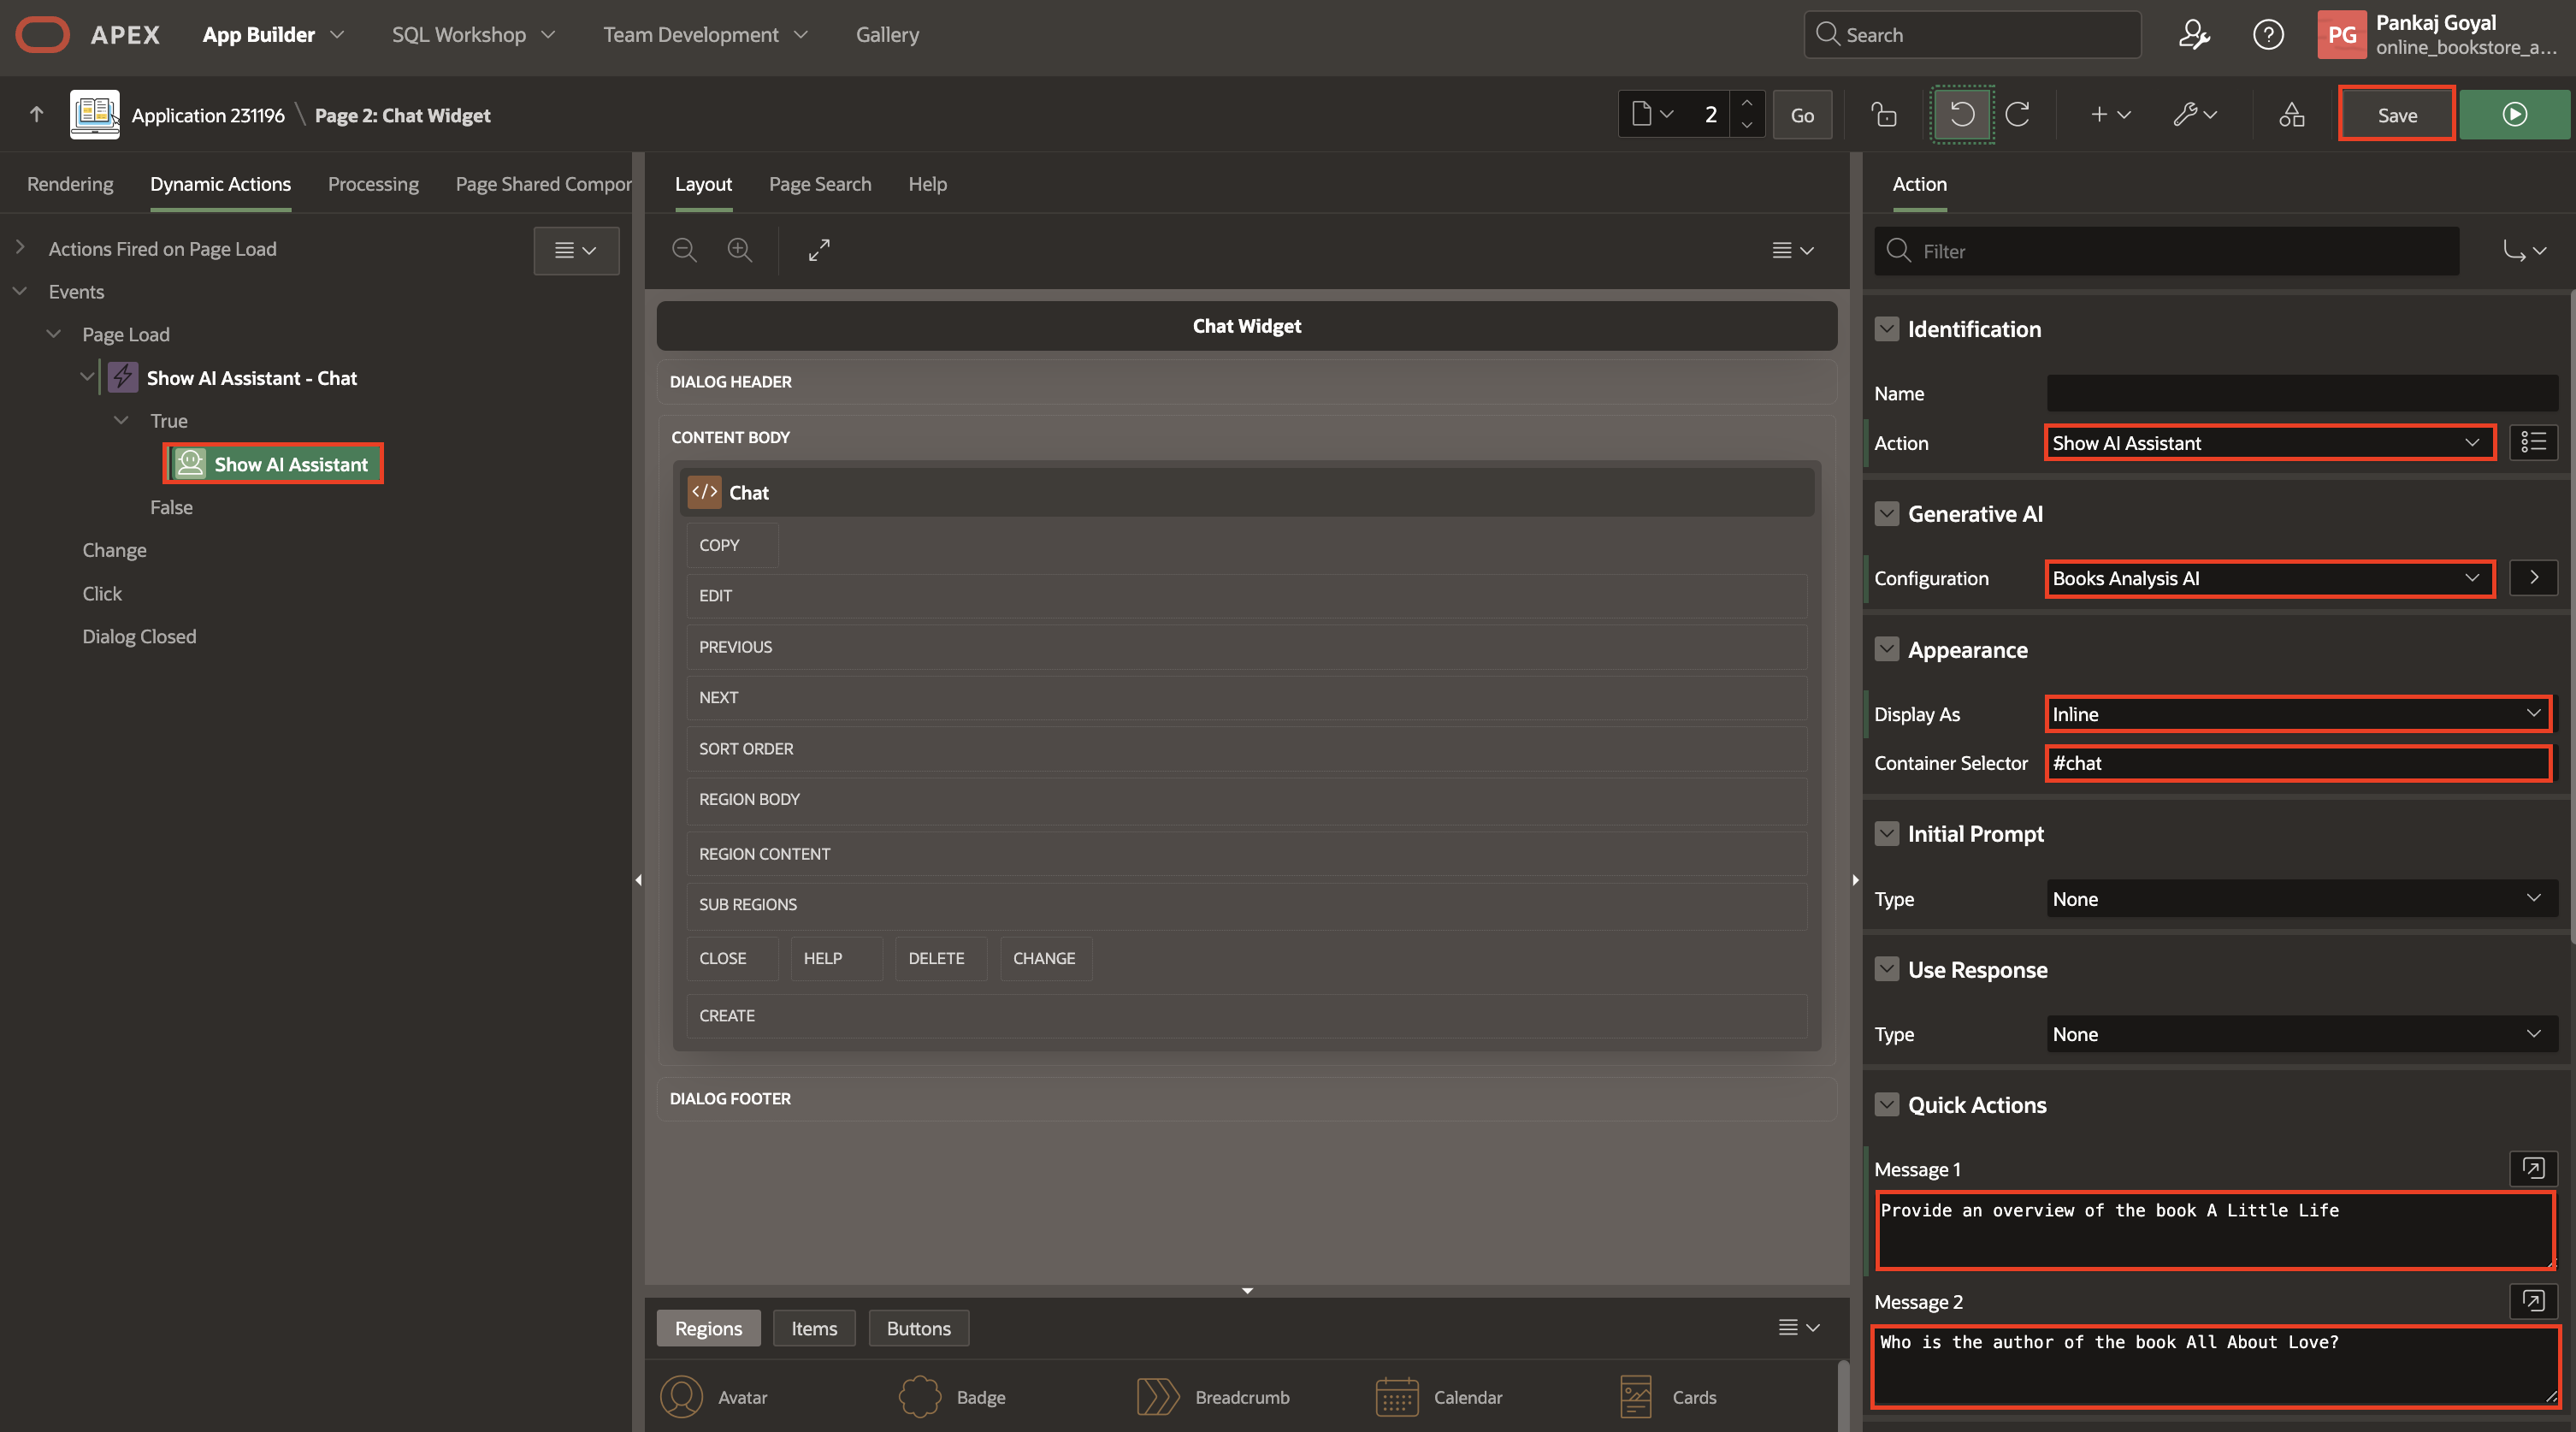 APEX App Builder SQL Workshop Team Development Gallery Search PG Pankaj Goyal
online_bookstore_a...
Application 231196 \ Page 2: Chat Widget 2 Go Save
Rendering Dynamic Actions Processing Page Shared Compor
Actions Fired on Page Load
Events
Page Load
Show AI Assistant - Chat
True
Show AI Assistant
False
Change
Click
Dialog Closed
Layout Page Search Help
Chat Widget
DIALOG HEADER
CONTENT BODY
Chat
COPY
EDIT
PREVIOUS
NEXT
SORT ORDER
REGION BODY
REGION CONTENT
SUB REGIONS
CLOSE HELP DELETE CHANGE
CREATE
DIALOG FOOTER
Regions Items Buttons
Avatar Badge Breadcrumb Calendar Cards
Action
Filter
Identification
Name
Action Show AI Assistant
Generative AI
Configuration Books Analysis AI
Appearance
Display As Inline
Container Selector #chat
Initial Prompt
Type None
Use Response
Type None
Quick Actions
Message 1
Provide an overview of the book A Little Life
Message 2
Who is the author of the book All About Love?